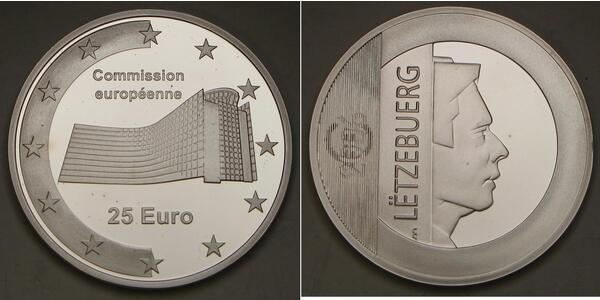 Commission
européenne
25 Euro
LËTZEBUERG